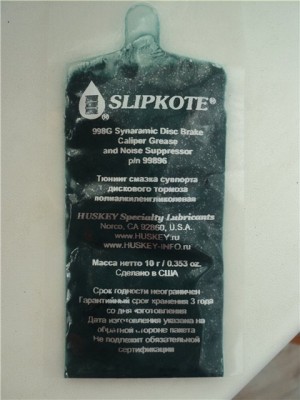 SLIPKOTE®
®
998G Synaramic Disc Brake
Caliper Grease
and Noise Suppressor
p/n 99896
Тюнинг смазка суппорта
дискового тормоза
полиалкиленгликолевая
HUSKEY Specialty Lubricants
Norco, CA 92860, U.S.A.
www.HUSKEY.ru
www.HUSKEY-INFO.ru
Масса нетто 10 г / 0.353 oz.
Сделано в США
Срок годности неограничен
Гарантийный срок хранения 3 года
со дня изготовления
Дата изготовления указана на
обратной стороне пакета
Не подлежит обязательной
сертификации